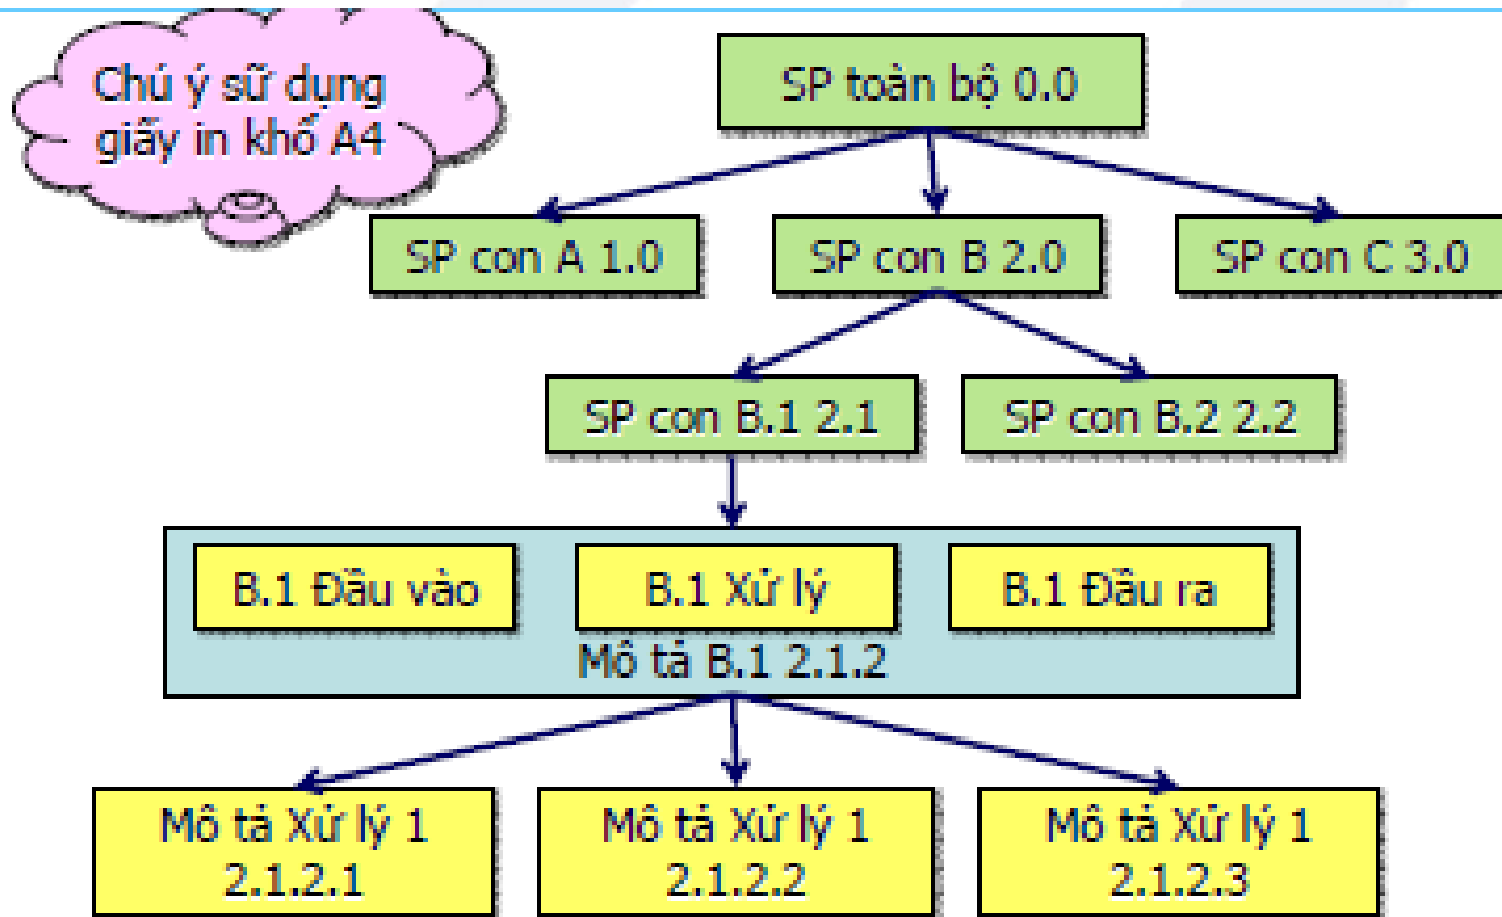 Chú ý sữ dụng
giấy in khổ A4
SP toàn bộ 0.0
SP con A 1.0
SP con B 2.0
SP con C 3.0
SP con B.1 2.1
SP con B.2 2.2
B.1 Đầu vào
B.1 Xử lý
B.1 Đầu ra
Mô tả B.1 2.1.2
Mô tả Xử lý 1
2.1.2.1
Mô tả Xử lý 1
2.1.2.2
Mô tả Xử lý 1
2.1.2.3